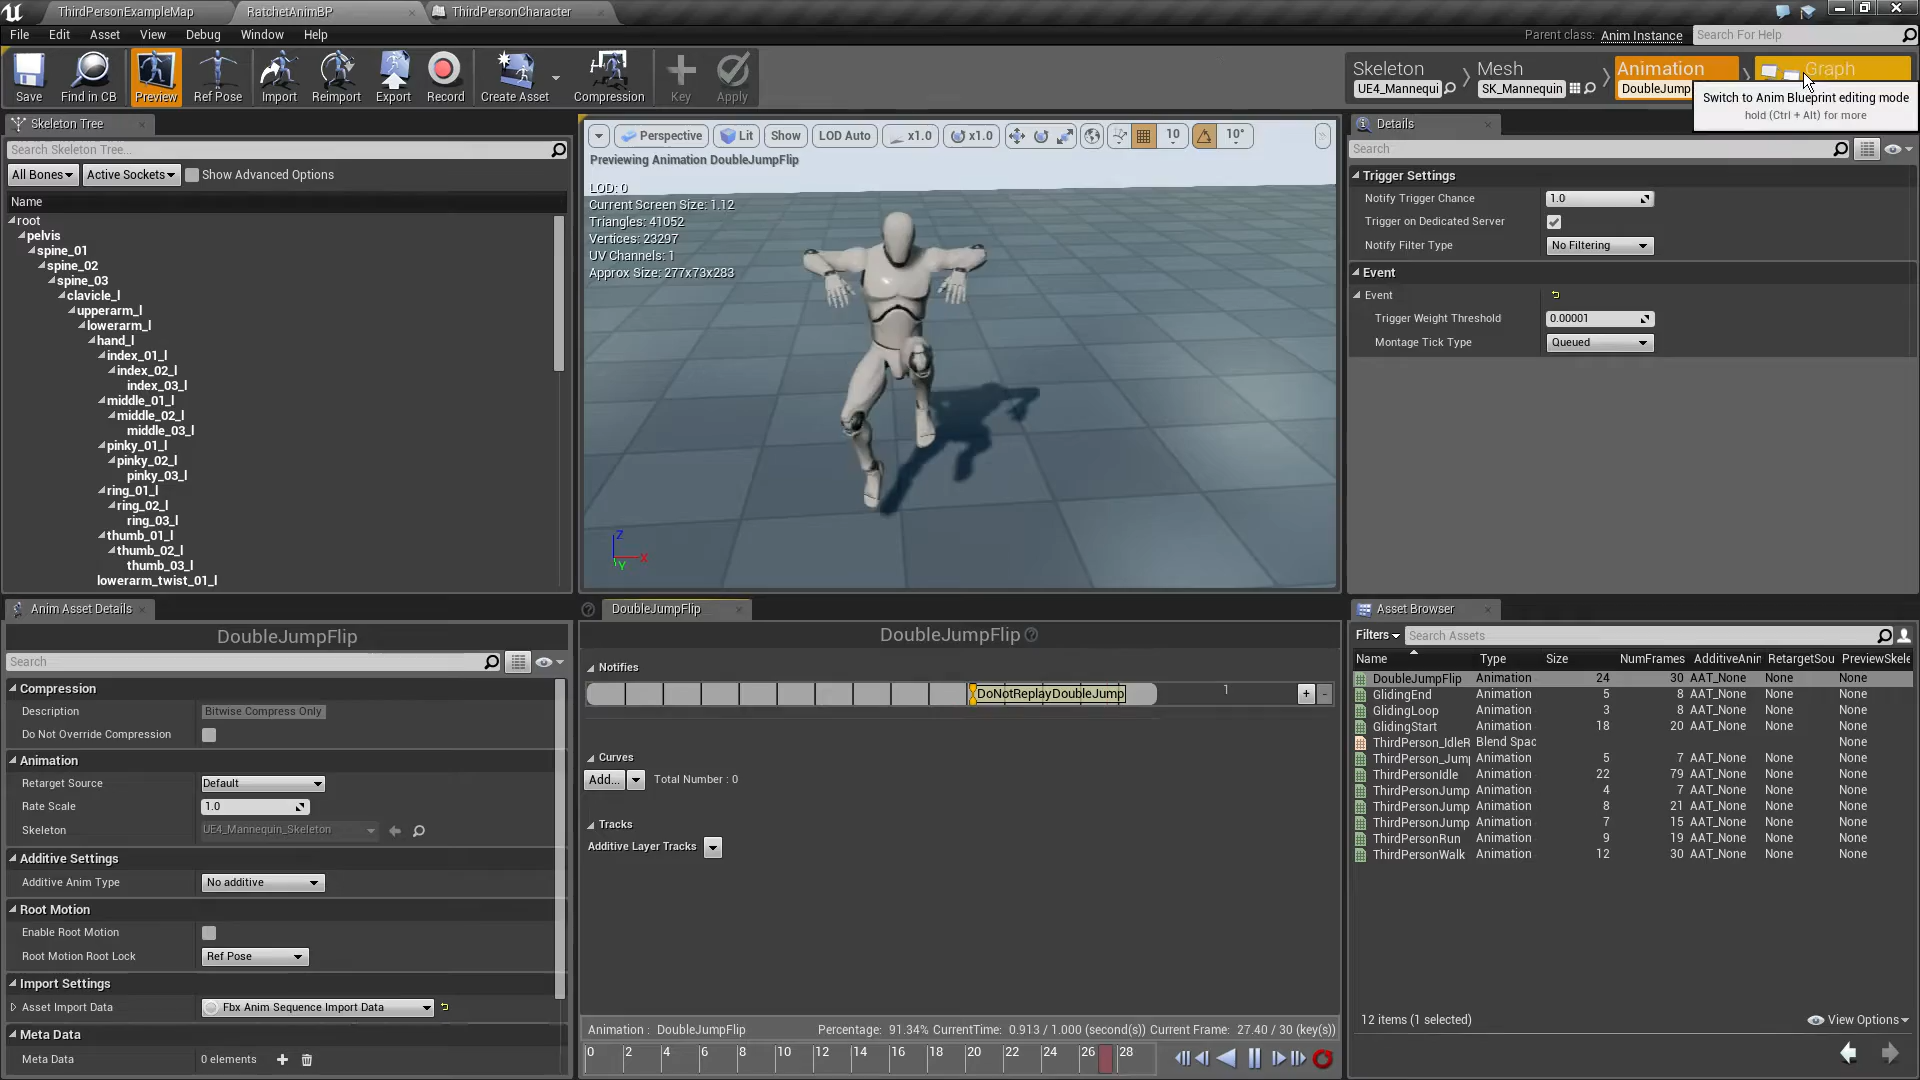 ThirdPersonExampleMap
RatchetAnimBP
ThirdPersonCharacter
File Edit Asset View Debug Window Help
Parent class: Anim Instance
Search For Help
Save
Find in CB
Preview
Ref Pose
Import
Reimport
Export
Record
Create Asset
Compression
Key
Apply
Skeleton
UE4_Mannequi
Mesh
SK_Mannequin
Animation
DoubleJump
Graph
Switch to Anim Blueprint editing mode
hold (Ctrl + Alt) for more
Skeleton Tree
Search Skeleton Tree...
All Bones
Active Sockets
Show Advanced Options
Name
root
pelvis
spine_01
spine_02
spine_03
clavicle_l
upperarm_l
lowerarm_l
hand_l
index_01_l
index_02_l
index_03_l
middle_01_l
middle_02_l
middle_03_l
pinky_01_l
pinky_02_l
pinky_03_l
ring_01_l
ring_02_l
ring_03_l
thumb_01_l
thumb_02_l
thumb_03_l
lowerarm_twist_01_l
Perspective
Lit
Show
LOD Auto
x1.0
x1.0
10
10°
Previewing Animation DoubleJumpFlip
LOD: 0
Current Screen Size: 1.12
Triangles: 41052
Vertices: 23297
UV Channels: 1
Approx Size: 277x73x283
Z
X
Y
Details
Search
Trigger Settings
Notify Trigger Chance 1.0
Trigger on Dedicated Server
Notify Filter Type No Filtering
Event
Event
Trigger Weight Threshold 0.00001
Montage Tick Type Queued
Anim Asset Details
DoubleJumpFlip
Search
Compression
Description Bitwise Compress Only
Do Not Override Compression
Animation
Retarget Source Default
Rate Scale 1.0
Skeleton UE4_Mannequin_Skeleton
Additive Settings
Additive Anim Type No additive
Root Motion
Enable Root Motion
Root Motion Root Lock Ref Pose
Import Settings
Asset Import Data Fbx Anim Sequence Import Data
Meta Data
Meta Data 0 elements
DoubleJumpFlip
DoubleJumpFlip
Notifies
DoNotReplayDoubleJump
1
+ -
Curves
Add... Total Number : 0
Tracks
Additive Layer Tracks
Animation : DoubleJumpFlip Percentage: 91.34% CurrentTime: 0.913 / 1.000 (second(s)) Current Frame: 27.40 / 30 (key(s))
0 2 4 6 8 10 12 14 16 18 20 22 24 26 28
Asset Browser
Filters
Search Assets
Name Type Size NumFrames AdditiveAnin RetargetSou PreviewSkele
DoubleJumpFlip Animation 24 30 AAT_None None None
GlidingEnd Animation 5 8 AAT_None None None
GlidingLoop Animation 3 8 AAT_None None None
GlidingStart Animation 18 20 AAT_None None None
ThirdPerson_IdleR Blend Spac None
ThirdPerson_Jump Animation 5 7 AAT_None None None
ThirdPersonIdle Animation 22 79 AAT_None None None
ThirdPersonJump Animation 4 7 AAT_None None None
ThirdPersonJump Animation 8 21 AAT_None None None
ThirdPersonJump Animation 7 15 AAT_None None None
ThirdPersonRun Animation 9 19 AAT_None None None
ThirdPersonWalk Animation 12 30 AAT_None None None
12 items (1 selected)
View Options